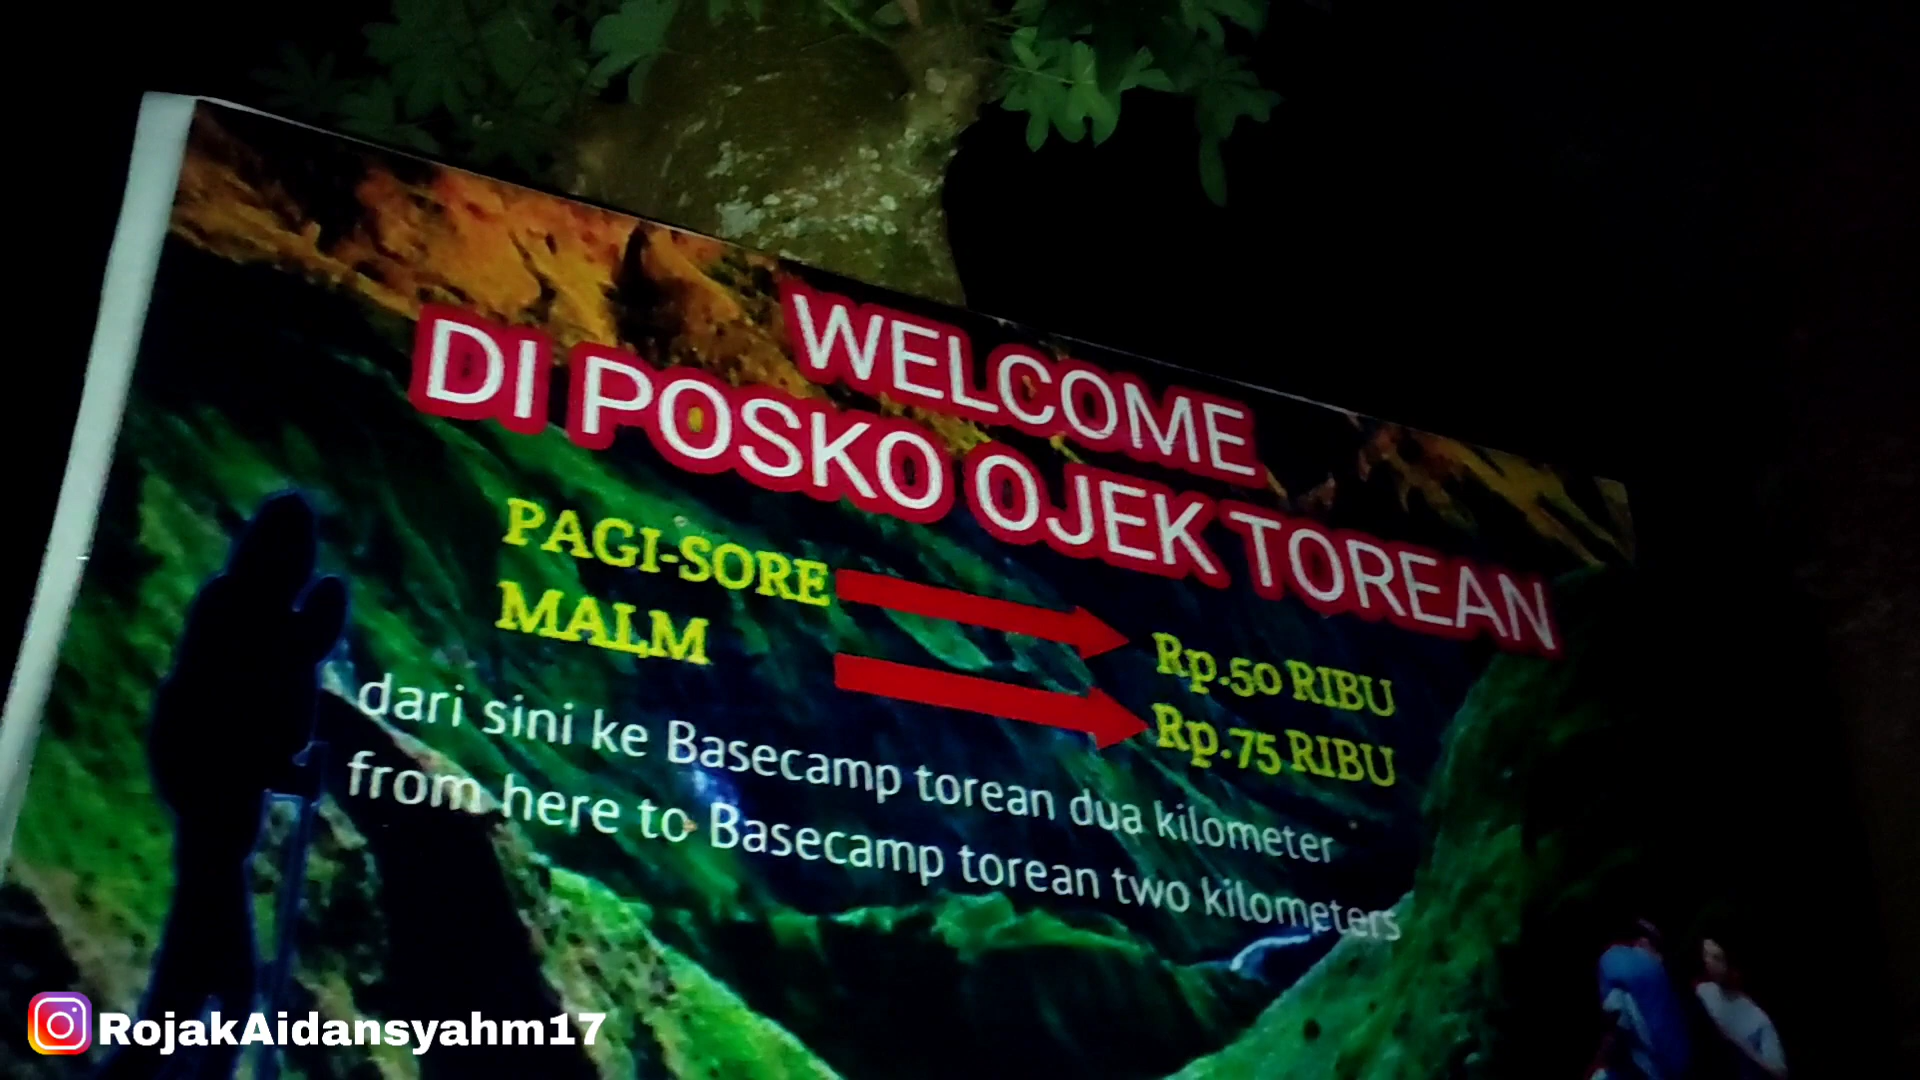 WELCOME
DI POSKO OJEK TOREAN
PAGI-SORE
Rp.50 RIBU
MALM
Rp.75 RIBU
dari sini ke Basecamp torean dua kilometer
from here to Basecamp torean two kilometers
RojakAidansyahm17